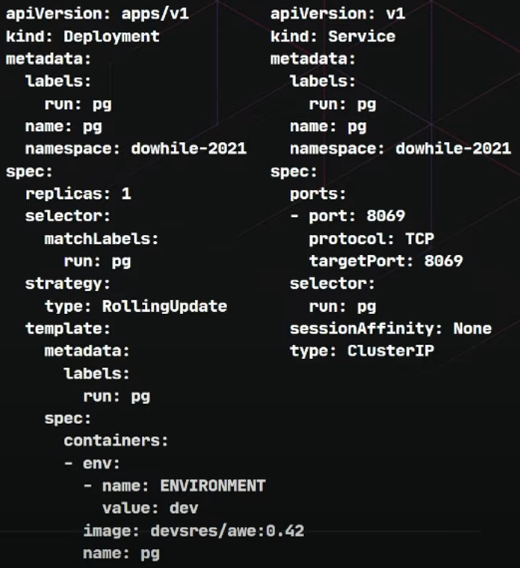 apiVersion: apps/v1
kind: Deployment
metadata:
  labels:
    run: pg
  name: pg
  namespace: dowhile-2021
spec:
  replicas: 1
  selector:
    matchLabels:
      run: pg
  strategy:
    type: RollingUpdate
  template:
    metadata:
      labels:
        run: pg
    spec:
      containers:
      - env:
        - name: ENVIRONMENT
          value: dev
        image: devsres/awe:0.42
        name: pg
apiVersion: v1
kind: Service
metadata:
  labels:
    run: pg
  name: pg
  namespace: dowhile-2021
spec:
  ports:
  - port: 8069
    protocol: TCP
    targetPort: 8069
  selector:
    run: pg
  sessionAffinity: None
  type: ClusterIP